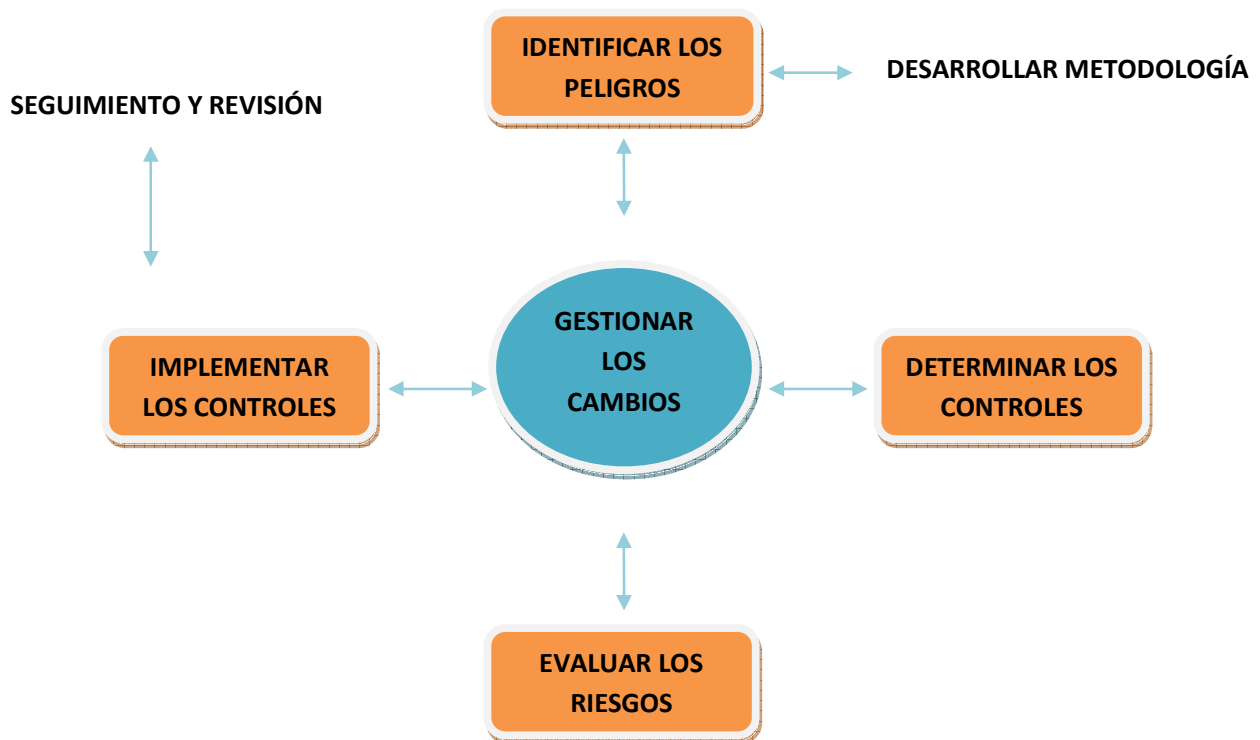 IDENTIFICAR LOS
PELIGROS
DESARROLLAR METODOLOGÍA
SEGUIMIENTO Y REVISIÓN
GESTIONAR
LOS
CAMBIOS
IMPLEMENTAR
LOS CONTROLES
DETERMINAR LOS
CONTROLES
EVALUAR LOS
RIESGOS